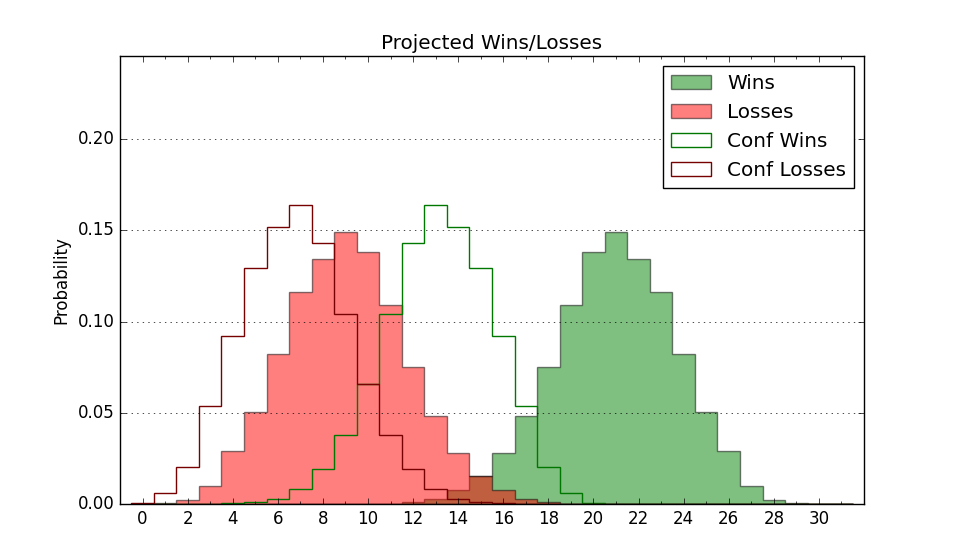 Projected Wins/Losses
Wins
Losses
Conf Wins
Conf Losses
Probability
0.20
0.15
0.10
0.05
0.00
0 2 4 6 8 10 12 14 16 18 20 22 24 26 28 30